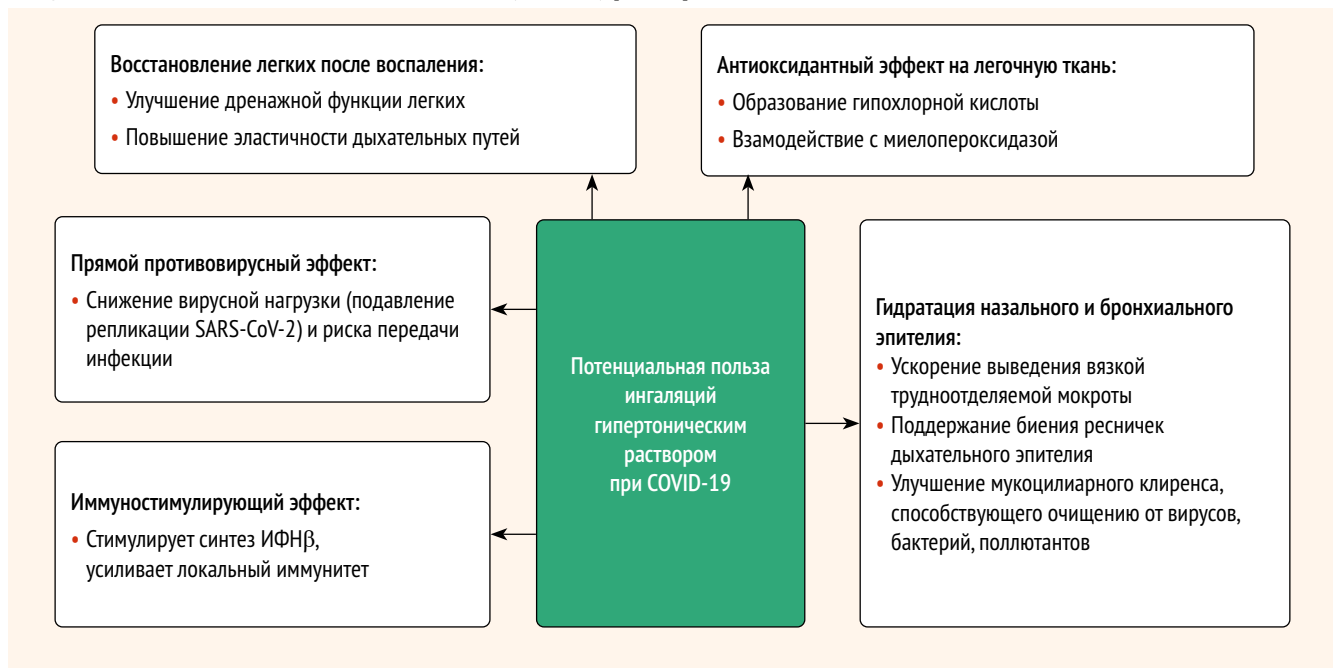 Восстановление легких после воспаления:
• Улучшение дренажной функции легких
• Повышение эластичности дыхательных путей
Антиоксидантный эффект на легочную ткань:
• Образование гипохлорной кислоты
• Взамодействие с миелопероксидазой
Прямой противовирусный эффект:
• Снижение вирусной нагрузки (подавление
репликации SARS-CoV-2) и риска передачи
инфекции
Иммуностимулирующий эффект:
• Стимулирует синтез ИФНβ,
усиливает локальный иммунитет
Потенциальная польза
ингаляций
гипертоническим
раствором
при COVID-19
Гидратация назального и бронхиального
эпителия:
• Ускорение выведения вязкой
трудноотделяемой мокроты
• Поддержание биения ресничек
дыхательного эпителия
• Улучшение мукоцилиарного клиренса,
способствующего очищению от вирусов,
бактерий, поллютантов